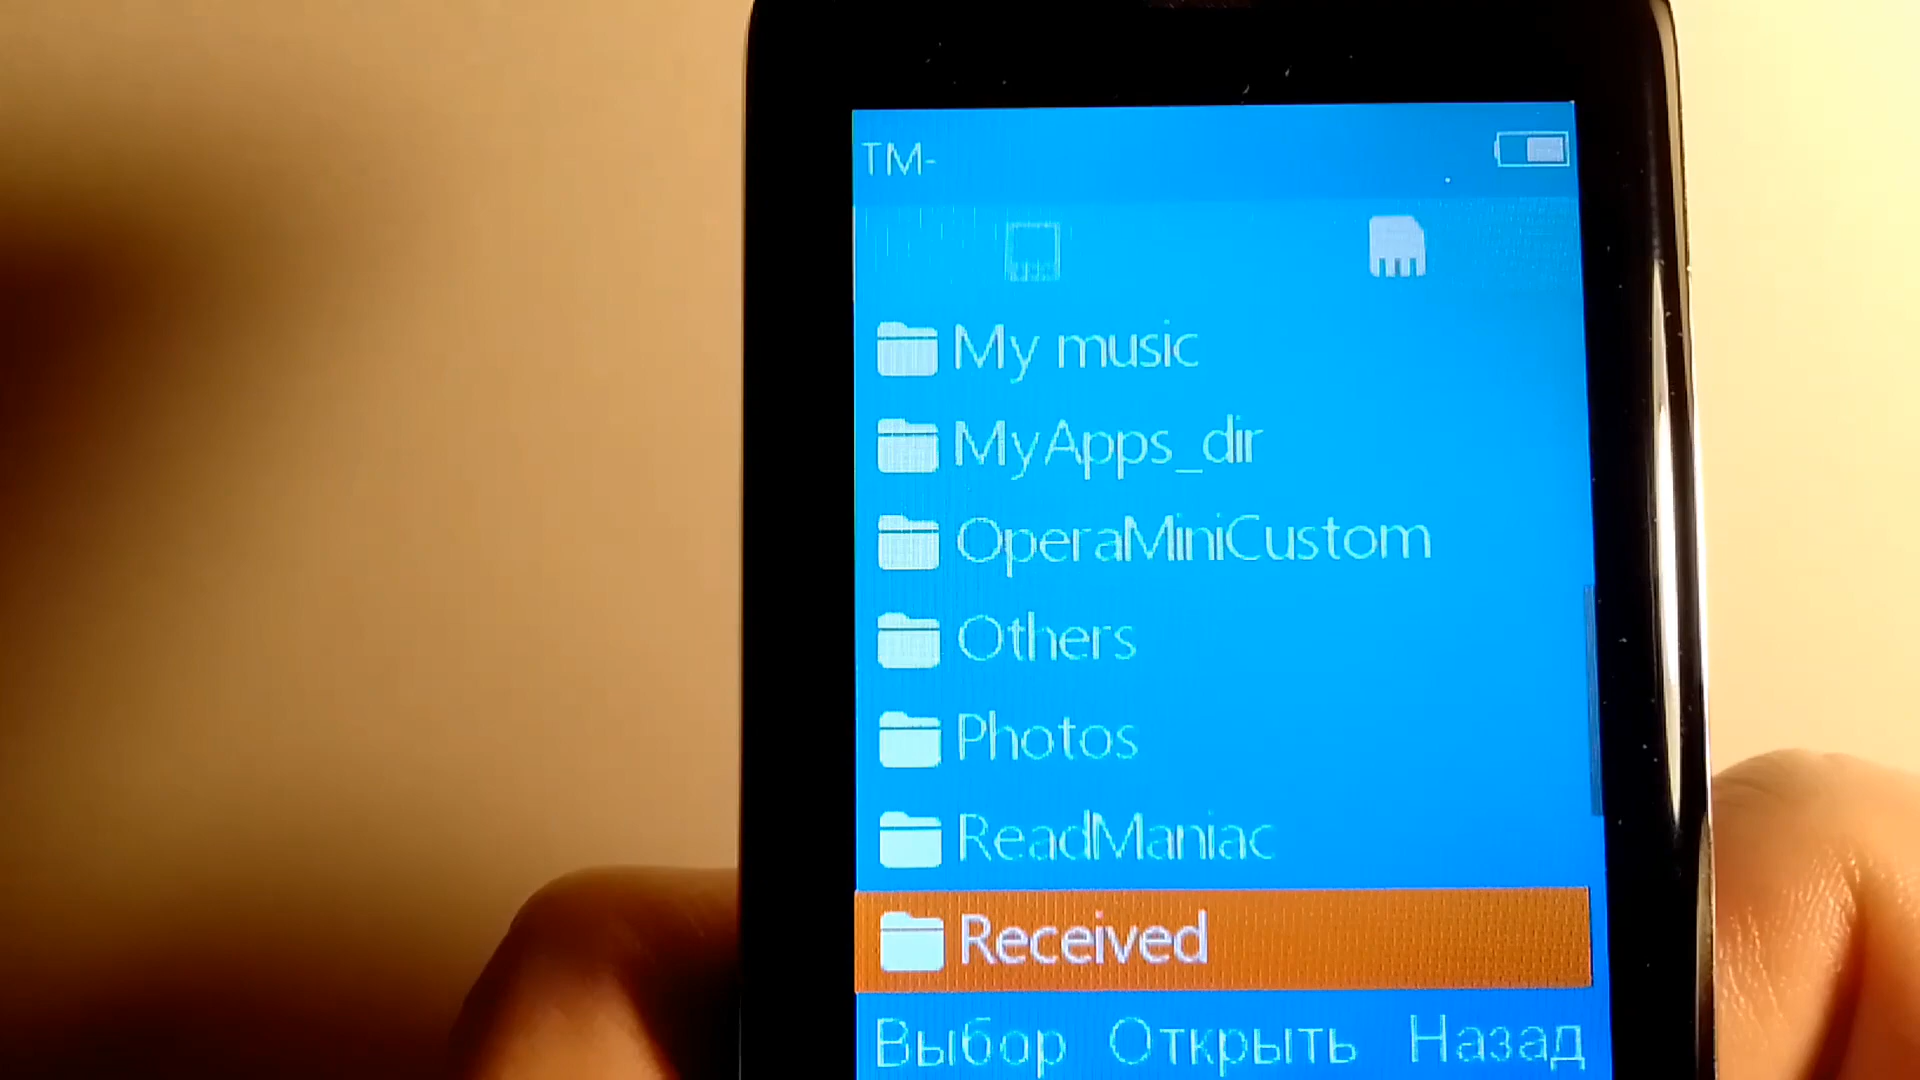 TM-
My music
MyApps_dir
OperaMiniCustom
Others
Photos
ReadManiac
Received
Выбор Открыть Назад